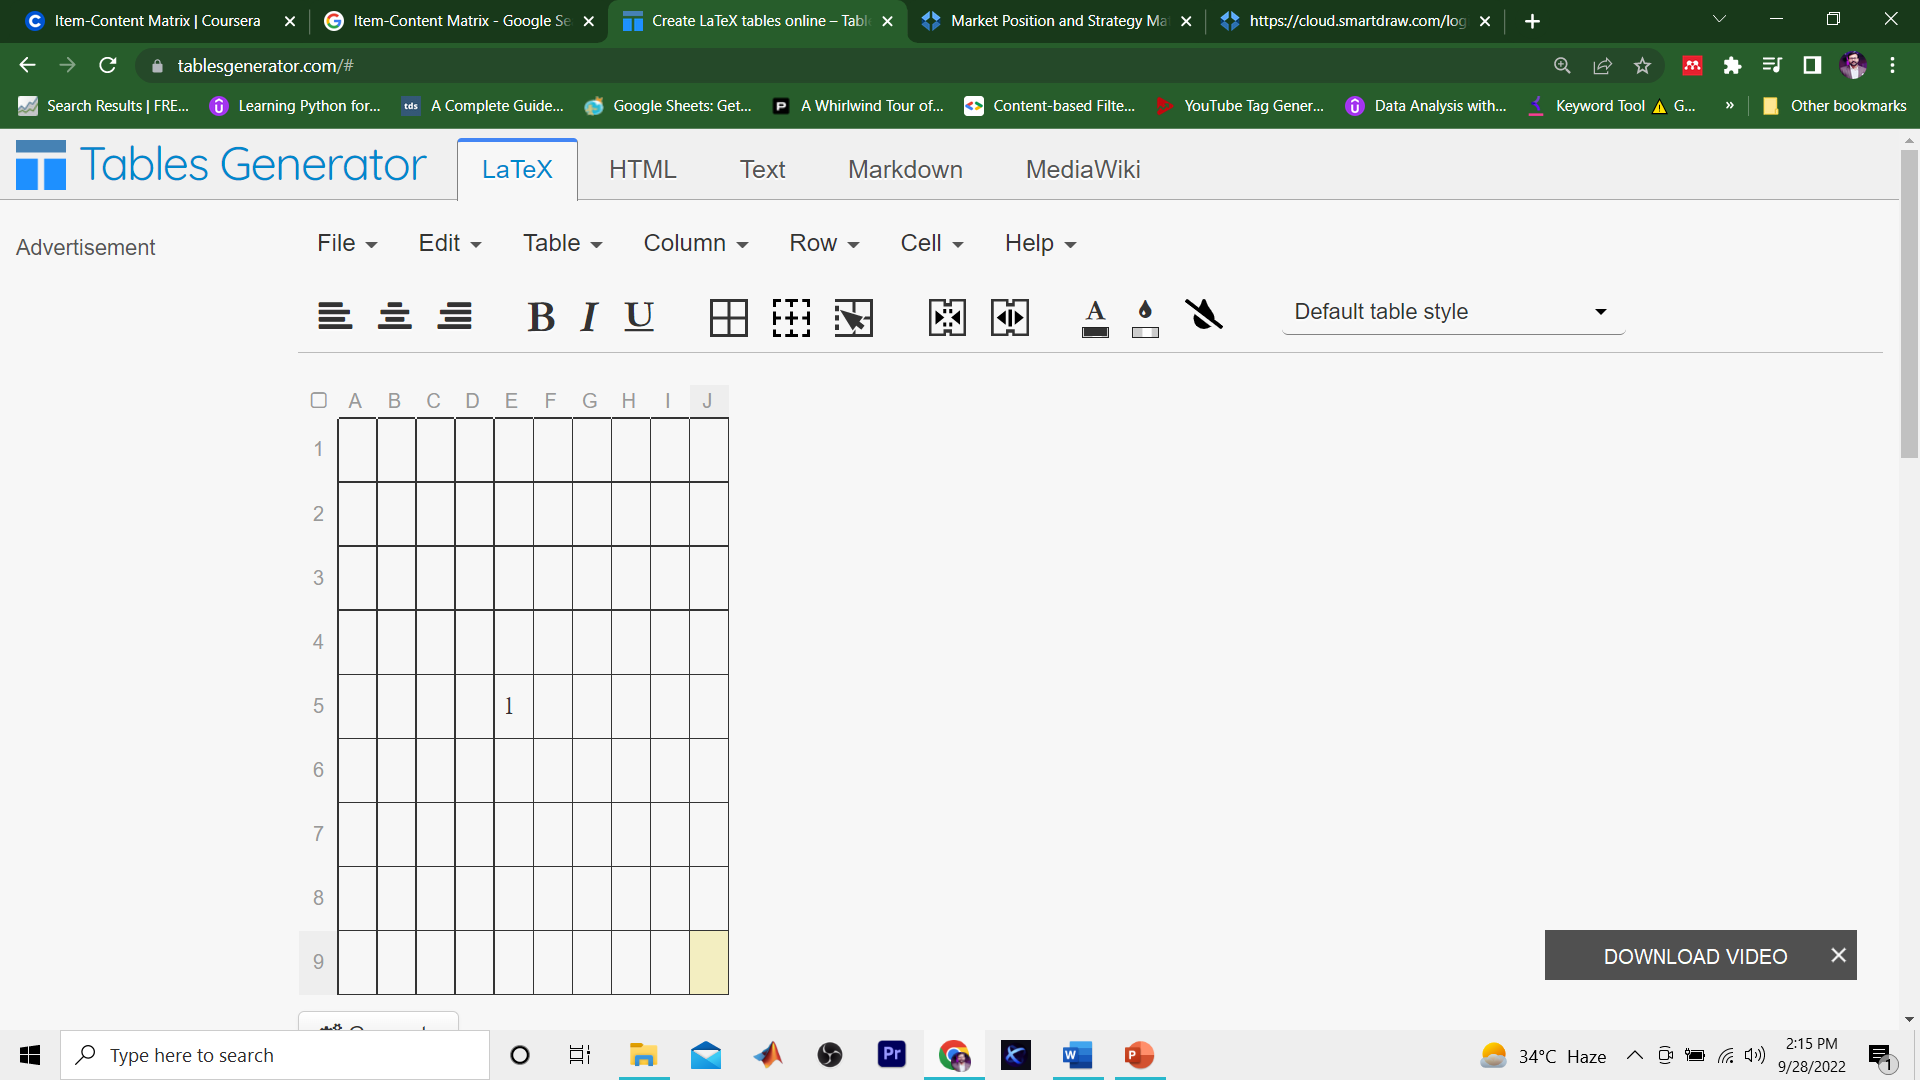 Item-Content Matrix | Coursera
Item-Content Matrix - Google Se
Create LaTeX tables online – Tabl
Market Position and Strategy Ma
https://cloud.smartdraw.com/log
tablesgenerator.com/#
Search Results | FRE...
Learning Python for...
tds
A Complete Guide...
Google Sheets: Get...
A Whirlwind Tour of...
Content-based Filte...
YouTube Tag Gener...
Data Analysis with...
Keyword Tool ⚠ G...
»
Other bookmarks
Tables Generator
LaTeX
HTML
Text
Markdown
MediaWiki
Advertisement
File
Edit
Table
Column
Row
Cell
Help
B I U
A
Default table style
A B C D E F G H I J
1
2
3
4
5 1
6
7
8
9
DOWNLOAD VIDEO
Type here to search
Pr
W
P
34°C Haze
2:15 PM
9/28/2022
1